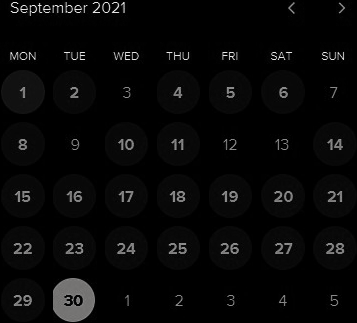 September 2021
MON TUE WED THU FRI SAT SUN
1 2 3 4 5 6 7
8 9 10 11 12 13 14
15 16 17 18 19 20 21
22 23 24 25 26 27 28
29 30 1 2 3 4 5